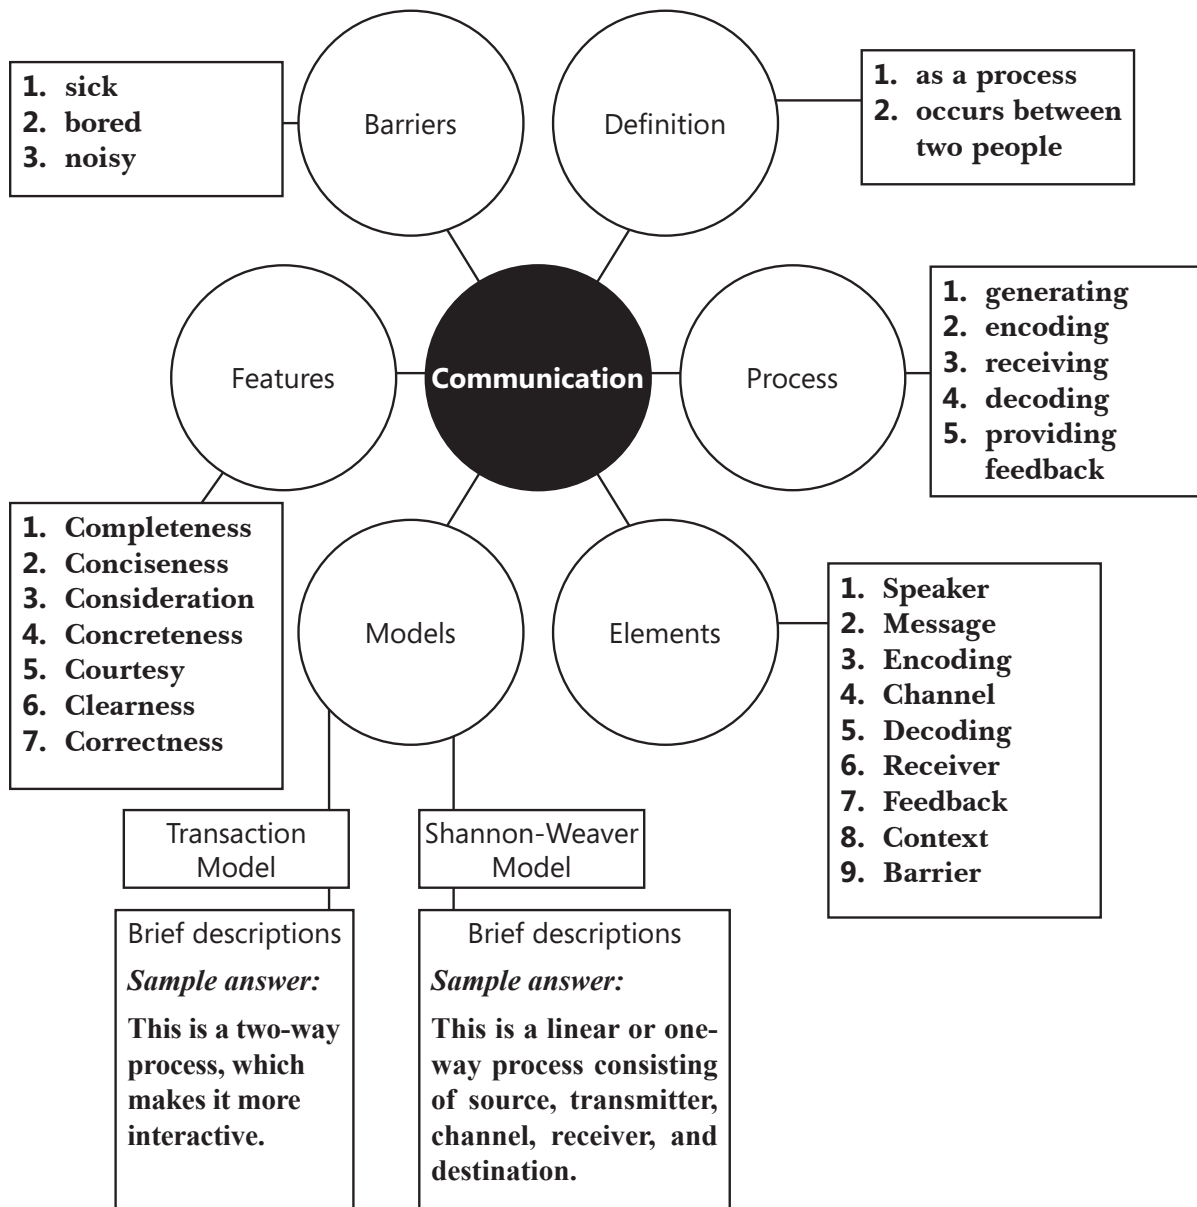 1. sick
2. bored
3. noisy
Barriers
Definition
1. as a process
2. occurs between
two people
Features
Communication
Process
1. generating
2. encoding
3. receiving
4. decoding
5. providing
feedback
1. Completeness
2. Conciseness
3. Consideration
4. Concreteness
5. Courtesy
6. Clearness
7. Correctness
Models
Elements
1. Speaker
2. Message
3. Encoding
4. Channel
5. Decoding
6. Receiver
7. Feedback
8. Context
9. Barrier
Transaction
Model
Brief descriptions
Sample answer:
This is a two-way
process, which
makes it more
interactive.
Shannon-Weaver
Model
Brief descriptions
Sample answer:
This is a linear or one-
way process consisting
of source, transmitter,
channel, receiver, and
destination.